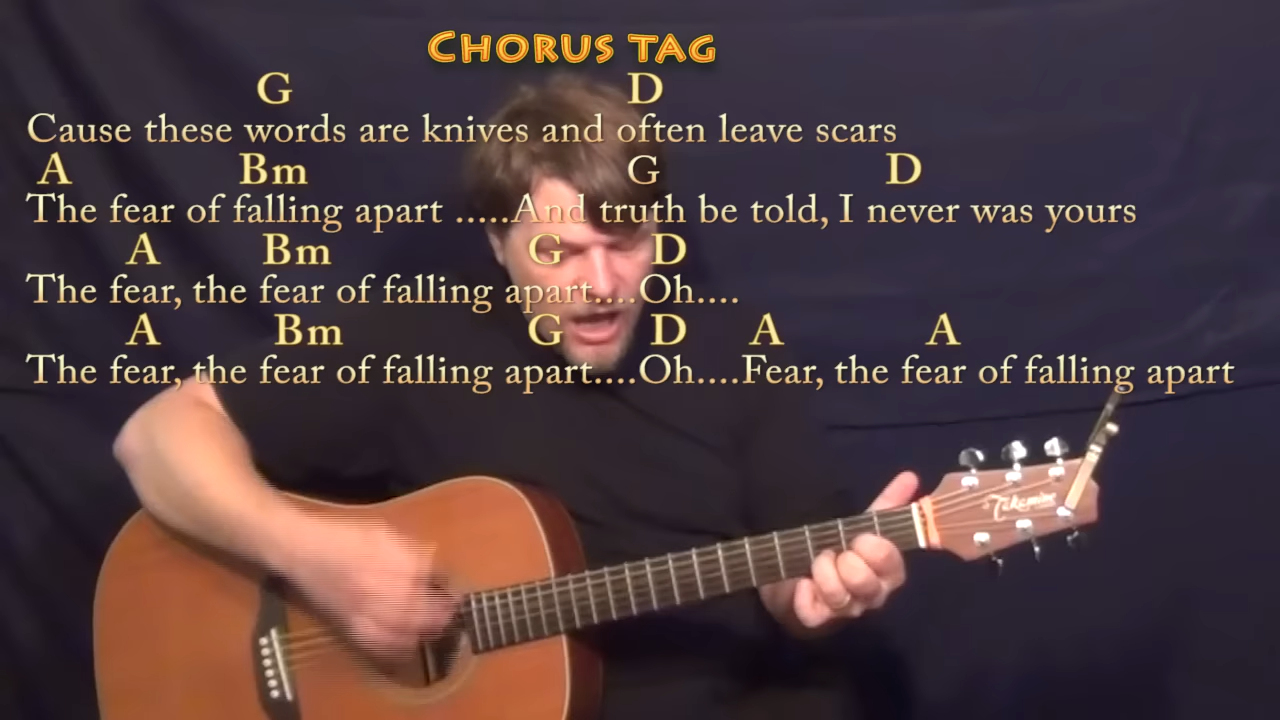 CHORUS TAG
G D
Cause these words are knives and often leave scars
A Bm G D
The fear of falling apart .....And truth be told, I never was yours
A Bm G D
The fear, the fear of falling apart....Oh....
A Bm G D A A
The fear, the fear of falling apart....Oh....Fear, the fear of falling apart
Takamine